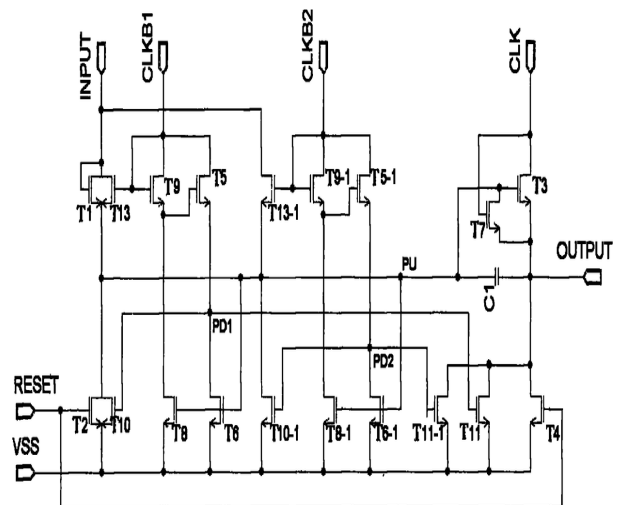 INPUT
CLKB1
CLKB2
CLK
T9
T5
T9-1
T5-1
T3
T1
T13
T13-1
T7
OUTPUT
PU
C1
PD1
PD2
RESET
T2
T10
T8
T6
T10-1
T8-1
T6-1
T11-1
T11
T4
VSS